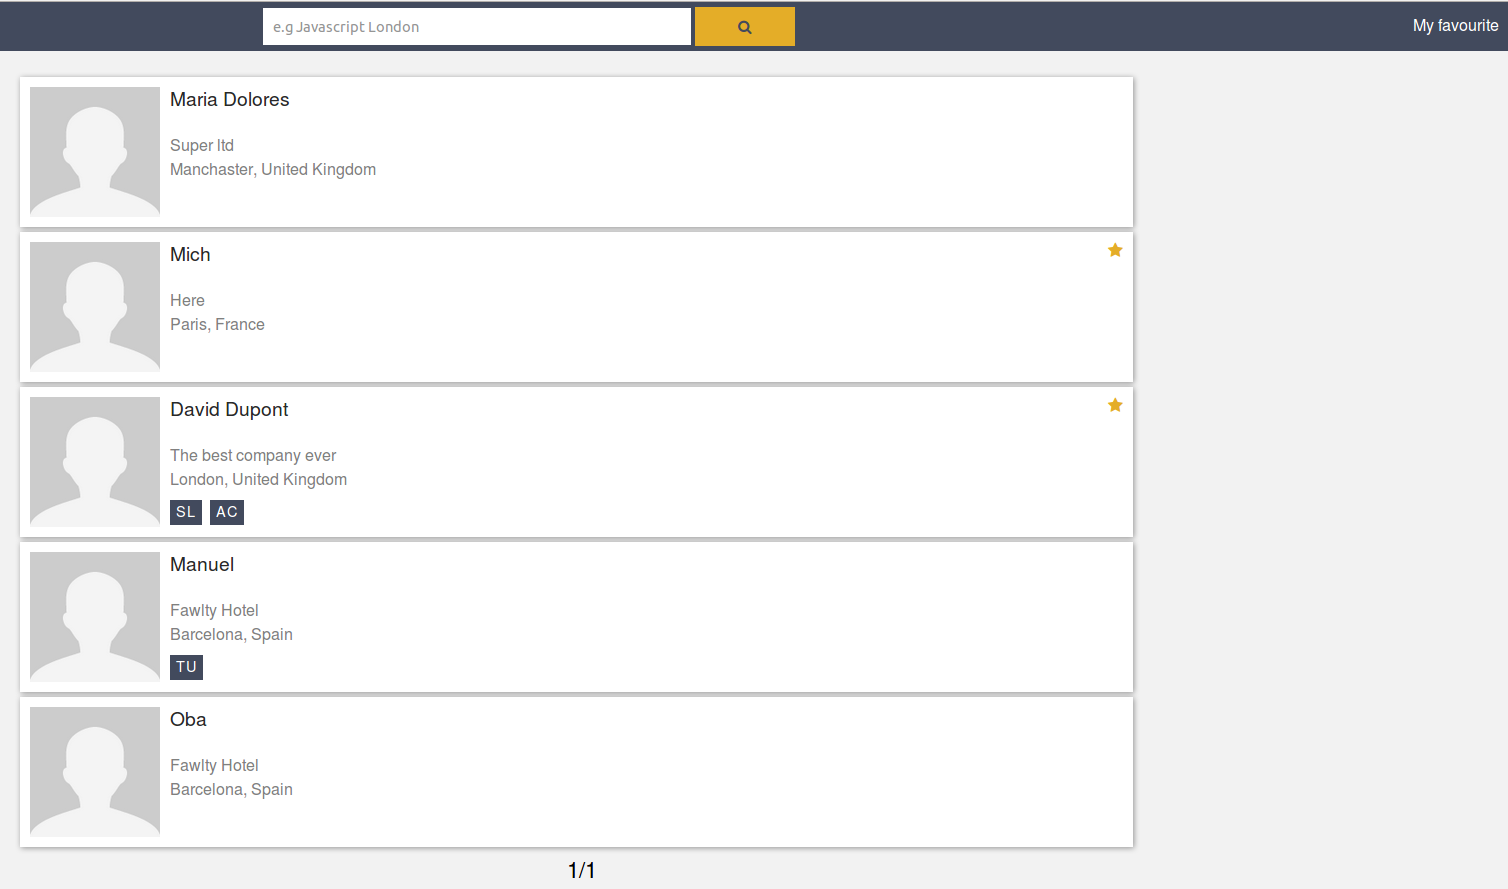 e.g Javascript London
My favourite
Maria Dolores
Super ltd
Manchaster, United Kingdom
Mich
Here
Paris, France
David Dupont
The best company ever
London, United Kingdom
SL AC
Manuel
Fawlty Hotel
Barcelona, Spain
TU
Oba
Fawlty Hotel
Barcelona, Spain
1/1